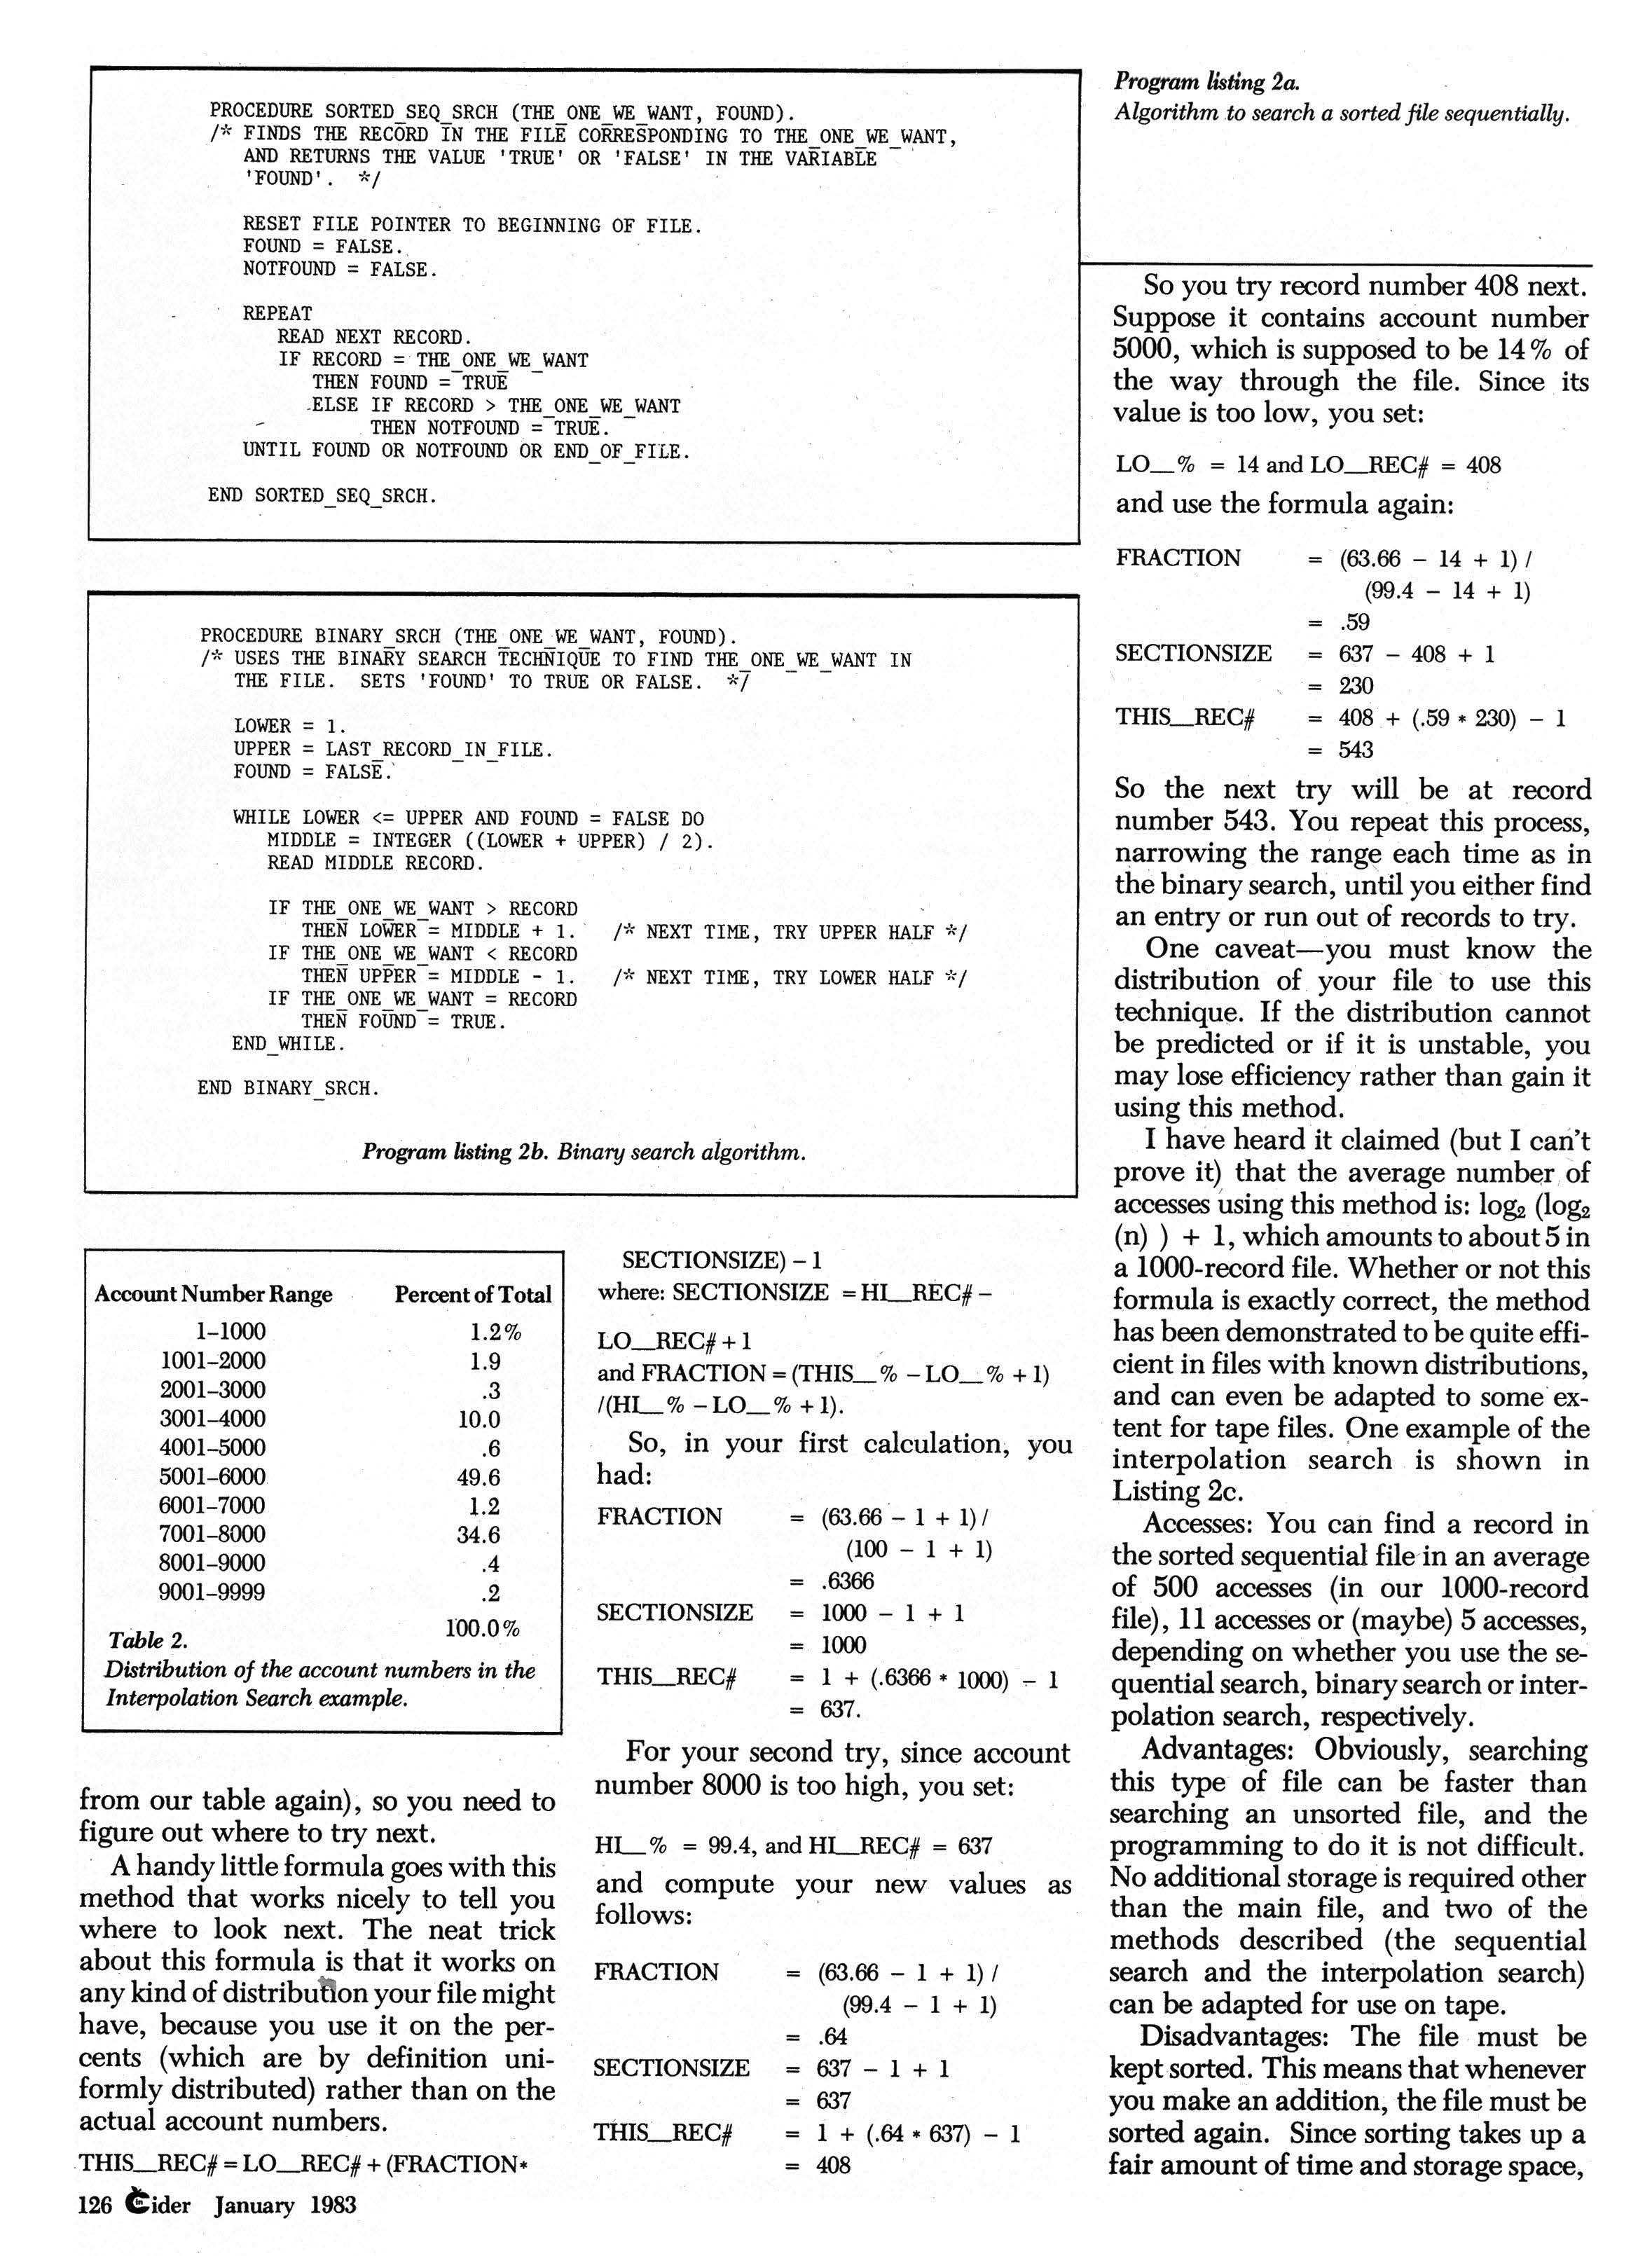 PROCEDURE SORTED_SEQ_SRCH (THE_ONE_WE_WANT, FOUND).
/* FINDS THE RECORD IN THE FILE CORRESPONDING TO THE_ONE_WE_WANT,
AND RETURNS THE VALUE 'TRUE' OR 'FALSE' IN THE VARIABLE
'FOUND'. */
RESET FILE POINTER TO BEGINNING OF FILE.
FOUND = FALSE.
NOTFOUND = FALSE.
REPEAT
READ NEXT RECORD.
IF RECORD = THE_ONE_WE_WANT
THEN FOUND = TRUE
ELSE IF RECORD > THE_ONE_WE_WANT
THEN NOTFOUND = TRUE.
UNTIL FOUND OR NOTFOUND OR END_OF_FILE.
END SORTED_SEQ_SRCH.
Program listing 2a.
Algorithm to search a sorted file sequentially.
PROCEDURE BINARY_SRCH (THE_ONE_WE_WANT, FOUND).
/* USES THE BINARY SEARCH TECHNIQUE TO FIND THE_ONE_WE_WANT IN
THE FILE. SETS 'FOUND' TO TRUE OR FALSE. */
LOWER = 1.
UPPER = LAST_RECORD_IN_FILE.
FOUND = FALSE.
WHILE LOWER <= UPPER AND FOUND = FALSE DO
MIDDLE = INTEGER ((LOWER + UPPER) / 2).
READ MIDDLE RECORD.
IF THE_ONE_WE_WANT > RECORD
THEN LOWER = MIDDLE + 1. /* NEXT TIME, TRY UPPER HALF */
IF THE_ONE_WE_WANT < RECORD
THEN UPPER = MIDDLE - 1. /* NEXT TIME, TRY LOWER HALF */
IF THE_ONE_WE_WANT = RECORD
THEN FOUND = TRUE.
END_WHILE.
END BINARY_SRCH.
Program listing 2b. Binary search algorithm.
Account Number Range Percent of Total
1–1000 1.2%
1001–2000 1.9
2001–3000 .3
3001–4000 10.0
4001–5000 .6
5001–6000 49.6
6001–7000 1.2
7001–8000 34.6
8001–9000 .4
9001–9999 .2
100.0%
Table 2.
Distribution of the account numbers in the
Interpolation Search example.
from our table again), so you need to
figure out where to try next.
A handy little formula goes with this
method that works nicely to tell you
where to look next. The neat trick
about this formula is that it works on
any kind of distribution your file might
have, because you use it on the per-
cents (which are by definition uni-
formly distributed) rather than on the
actual account numbers.
THIS__REC# = LO__REC# + (FRACTION*
SECTIONSIZE) – 1
where: SECTIONSIZE = HI__REC# –
LO__REC# + 1
and FRACTION = (THIS__% – LO__% + 1)
/(HI__% – LO__% + 1).
So, in your first calculation, you
had:
FRACTION = (63.66 – 1 + 1) /
(100 – 1 + 1)
= .6366
SECTIONSIZE = 1000 – 1 + 1
= 1000
THIS__REC# = 1 + (.6366 * 1000) – 1
= 637.
For your second try, since account
number 8000 is too high, you set:
HI__% = 99.4, and HI__REC# = 637
and compute your new values as
follows:
FRACTION = (63.66 – 1 + 1) /
(99.4 – 1 + 1)
= .64
SECTIONSIZE = 637 – 1 + 1
= 637
THIS__REC# = 1 + (.64 * 637) – 1
= 408
So you try record number 408 next.
Suppose it contains account number
5000, which is supposed to be 14% of
the way through the file. Since its
value is too low, you set:
LO__% = 14 and LO__REC# = 408
and use the formula again:
FRACTION = (63.66 – 14 + 1) /
(99.4 – 14 + 1)
= .59
SECTIONSIZE = 637 – 408 + 1
= 230
THIS__REC# = 408 + (.59 * 230) – 1
= 543
So the next try will be at record
number 543. You repeat this process,
narrowing the range each time as in
the binary search, until you either find
an entry or run out of records to try.
One caveat—you must know the
distribution of your file to use this
technique. If the distribution cannot
be predicted or if it is unstable, you
may lose efficiency rather than gain it
using this method.
I have heard it claimed (but I can't
prove it) that the average number of
accesses using this method is: log₂ (log₂
(n) ) + 1, which amounts to about 5 in
a 1000-record file. Whether or not this
formula is exactly correct, the method
has been demonstrated to be quite effi-
cient in files with known distributions,
and can even be adapted to some ex-
tent for tape files. One example of the
interpolation search is shown in
Listing 2c.
Accesses: You can find a record in
the sorted sequential file in an average
of 500 accesses (in our 1000-record
file), 11 accesses or (maybe) 5 accesses,
depending on whether you use the se-
quential search, binary search or inter-
polation search, respectively.
Advantages: Obviously, searching
this type of file can be faster than
searching an unsorted file, and the
programming to do it is not difficult.
No additional storage is required other
than the main file, and two of the
methods described (the sequential
search and the interpolation search)
can be adapted for use on tape.
Disadvantages: The file must be
kept sorted. This means that whenever
you make an addition, the file must be
sorted again. Since sorting takes up a
fair amount of time and storage space,
126 inCider January 1983